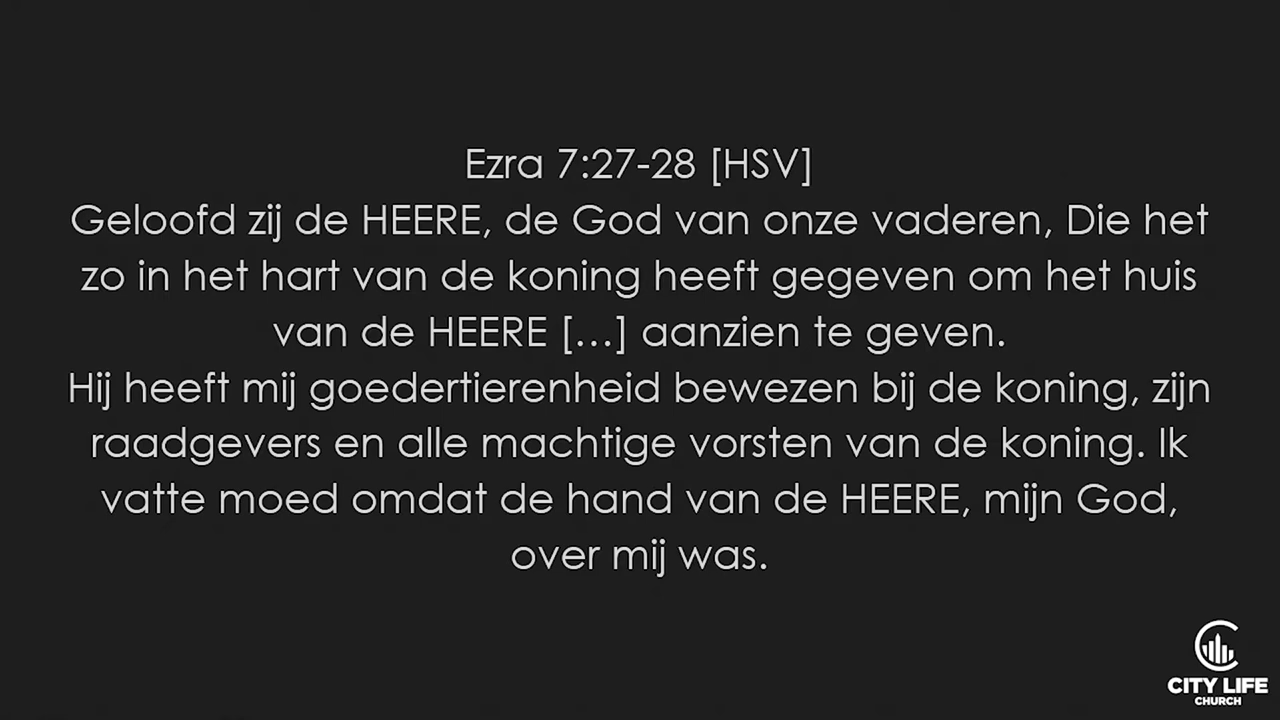 Ezra 7:27-28 [HSV]
Geloofd zij de HEERE, de God van onze vaderen, Die het
zo in het hart van de koning heeft gegeven om het huis
van de HEERE [...] aanzien te geven.
Hij heeft mij goedertierenheid bewezen bij de koning, zijn
raadgevers en alle machtige vorsten van de koning. Ik
vatte moed omdat de hand van de HEERE, mijn God,
over mij was.
CITY LIFE
CHURCH